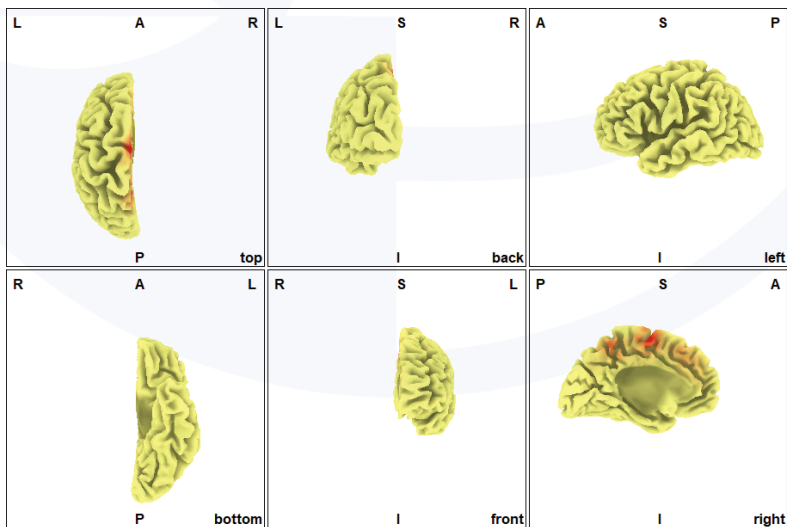 L A R
P top
L S R
I back
A S P
I left
R A L
P bottom
R S L
I front
P S A
I right